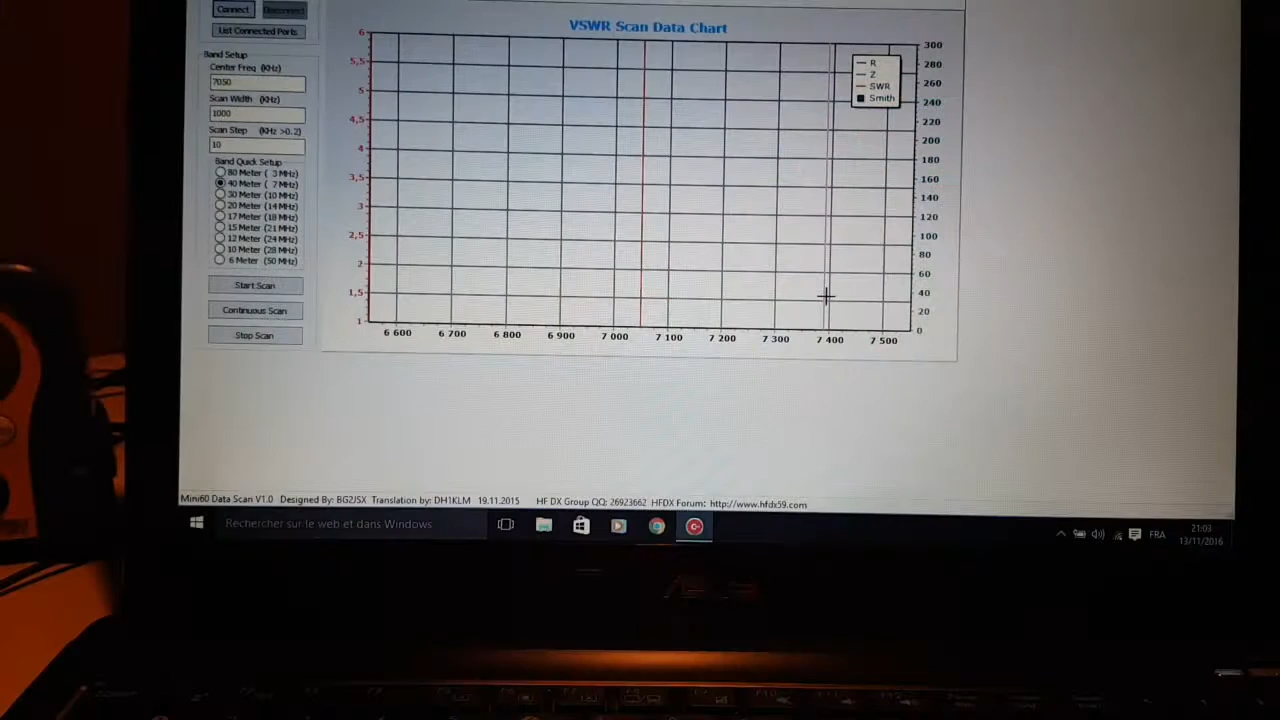 Connect Disconnect
List Connected Ports
Band Setup
Center Freq (KHz)
7050
Scan Width (KHz)
1000
Scan Step (KHz >0.2)
10
Band Quick Setup
80 Meter ( 3 MHz)
40 Meter ( 7 MHz)
30 Meter (10 MHz)
20 Meter (14 MHz)
17 Meter (18 MHz)
15 Meter (21 MHz)
12 Meter (24 MHz)
10 Meter (28 MHz)
6 Meter (50 MHz)
Start Scan
Continuous Scan
Stop Scan
VSWR Scan Data Chart
6
5,5
5
4,5
4
3,5
3
2,5
2
1,5
1
R
Z
SWR
Smith
300
280
260
240
220
200
180
160
140
120
100
80
60
40
20
0
6 600 6 700 6 800 6 900 7 000 7 100 7 200 7 300 7 400 7 500
Mini60 Data Scan V1.0 Designed By: BG2JSX Translation by: DH1KLM 19.11.2015 HF DX Group QQ: 26923662 HFDX Forum: http://www.hfdx59.com
Rechercher sur le web et dans Windows
FRA
21:03
13/11/2016
ASUS